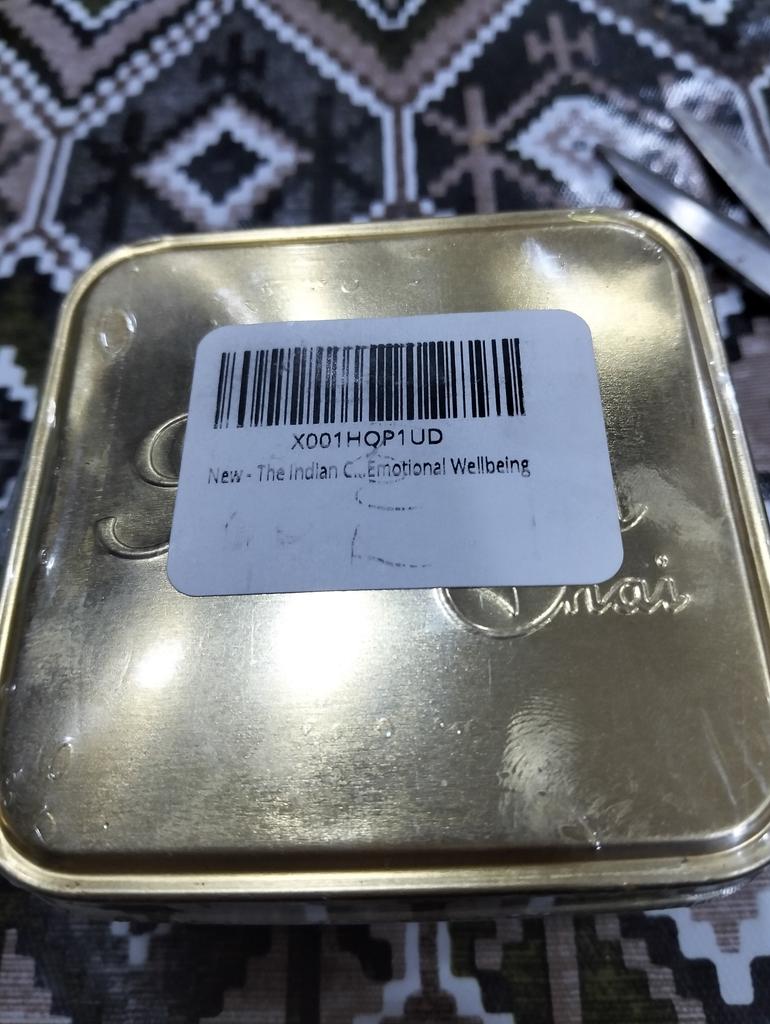 X001HQP1UD
New - The Indian C...Emotional Wellbeing